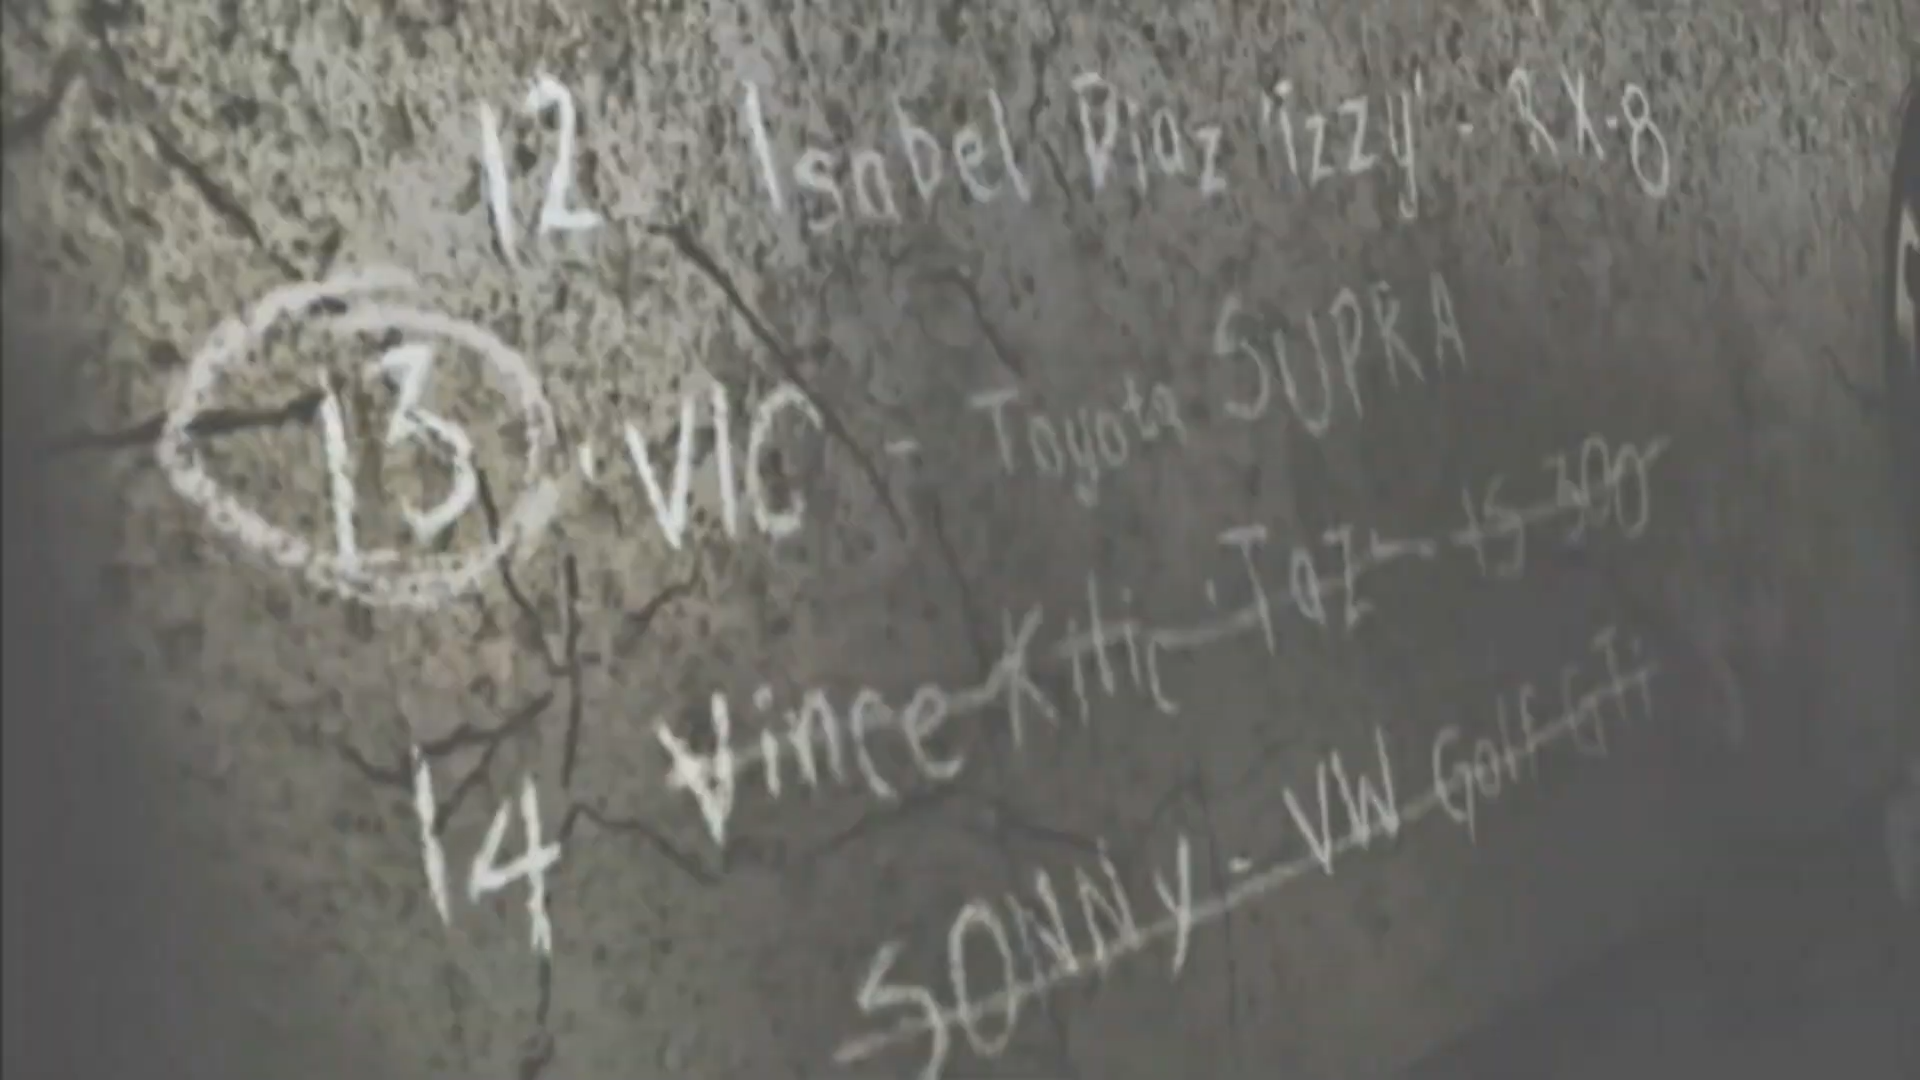 12 Isabel Diaz 'izzy' - RX-8
13 'VIC - Toyota SUPRA
14 Vince Kilic 'Taz - IS 300
SONNY - VW Golf GTi